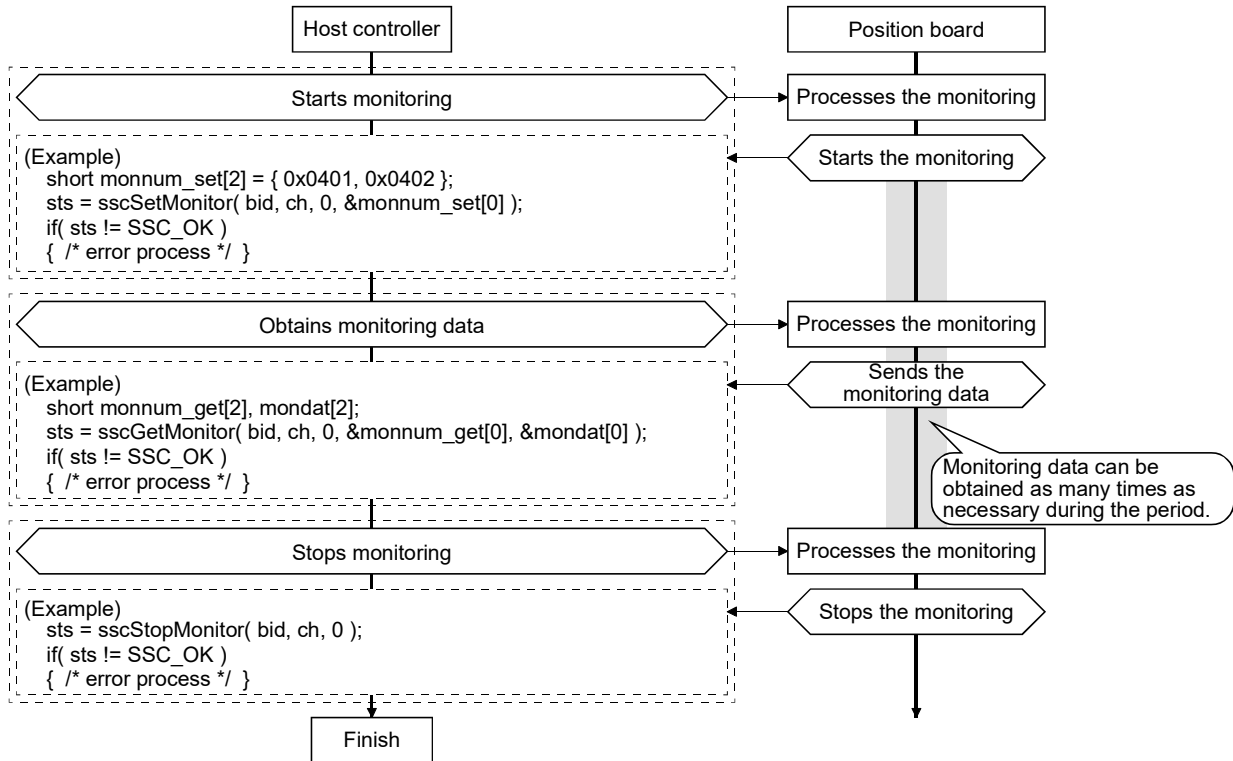 Host controller
Position board
Starts monitoring
Processes the monitoring
(Example)
short monnum_set[2] = { 0x0401, 0x0402 };
sts = sscSetMonitor( bid, ch, 0, &monnum_set[0] );
if( sts != SSC_OK )
{ /* error process */ }
Starts the monitoring
Obtains monitoring data
Processes the monitoring
(Example)
short monnum_get[2], mondat[2];
sts = sscGetMonitor( bid, ch, 0, &monnum_get[0], &mondat[0] );
if( sts != SSC_OK )
{ /* error process */ }
Sends the
monitoring data
Monitoring data can be
obtained as many times as
necessary during the period.
Stops monitoring
Processes the monitoring
(Example)
sts = sscStopMonitor( bid, ch, 0 );
if( sts != SSC_OK )
{ /* error process */ }
Stops the monitoring
Finish